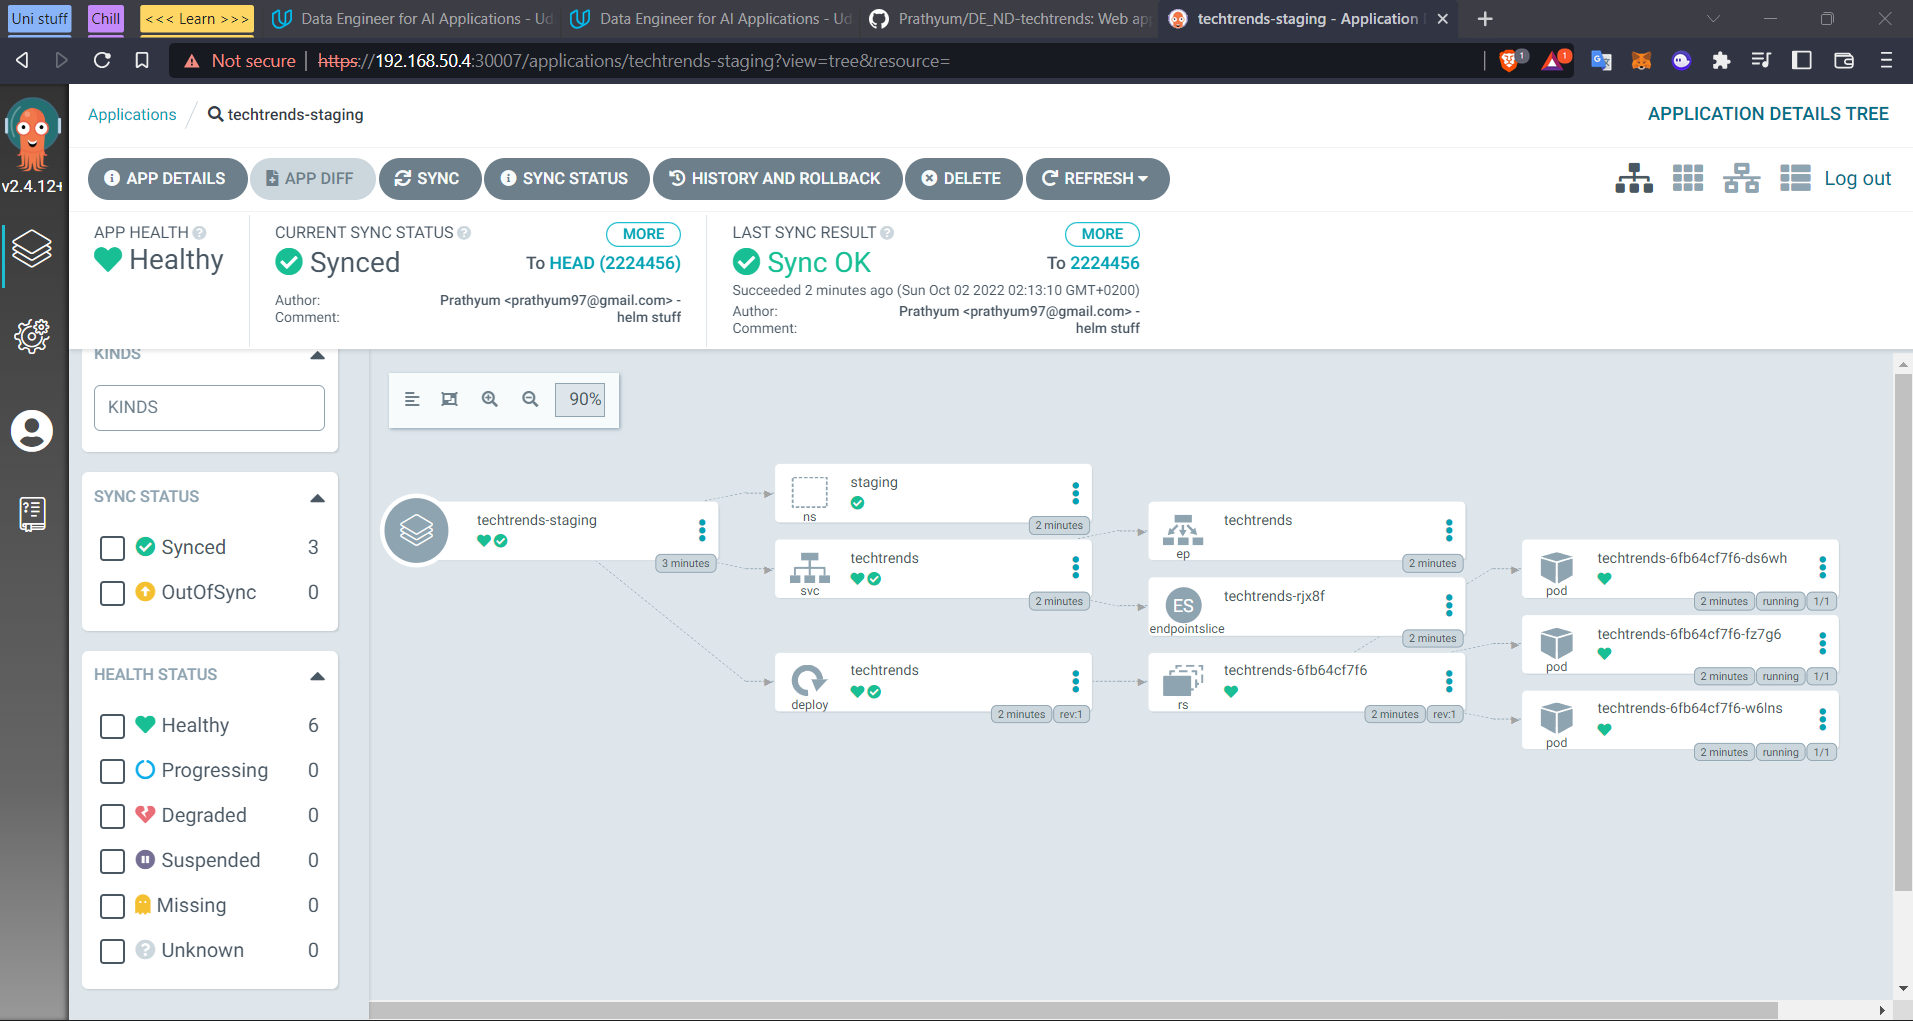 Uni stuff
Chill
<<< Learn >>>
Data Engineer for AI Applications - Ud
Data Engineer for AI Applications - Ud
Prathyum/DE_ND-techtrends: Web ap
techtrends-staging - Application
Not secure
https://192.168.50.4:30007/applications/techtrends-staging?view=tree&resource=
1
1
v2.4.12+
Applications
techtrends-staging
APPLICATION DETAILS TREE
APP DETAILS
APP DIFF
SYNC
SYNC STATUS
HISTORY AND ROLLBACK
DELETE
REFRESH
Log out
APP HEALTH
Healthy
CURRENT SYNC STATUS
MORE
Synced
To HEAD (2224456)
Author: Prathyum <prathyum97@gmail.com> -
Comment: helm stuff
LAST SYNC RESULT
MORE
Sync OK
To 2224456
Succeeded 2 minutes ago (Sun Oct 02 2022 02:13:10 GMT+0200)
Author: Prathyum <prathyum97@gmail.com> -
Comment: helm stuff
KINDS
KINDS
SYNC STATUS
Synced 3
OutOfSync 0
HEALTH STATUS
Healthy 6
Progressing 0
Degraded 0
Suspended 0
Missing 0
Unknown 0
90%
techtrends-staging
3 minutes
staging
ns
2 minutes
techtrends
svc
2 minutes
techtrends
deploy
2 minutes
rev:1
techtrends
ep
2 minutes
ES
techtrends-rjx8f
endpointslice
2 minutes
techtrends-6fb64cf7f6
rs
2 minutes
rev:1
techtrends-6fb64cf7f6-ds6wh
pod
2 minutes
running
1/1
techtrends-6fb64cf7f6-fz7g6
pod
2 minutes
running
1/1
techtrends-6fb64cf7f6-w6lns
pod
2 minutes
running
1/1